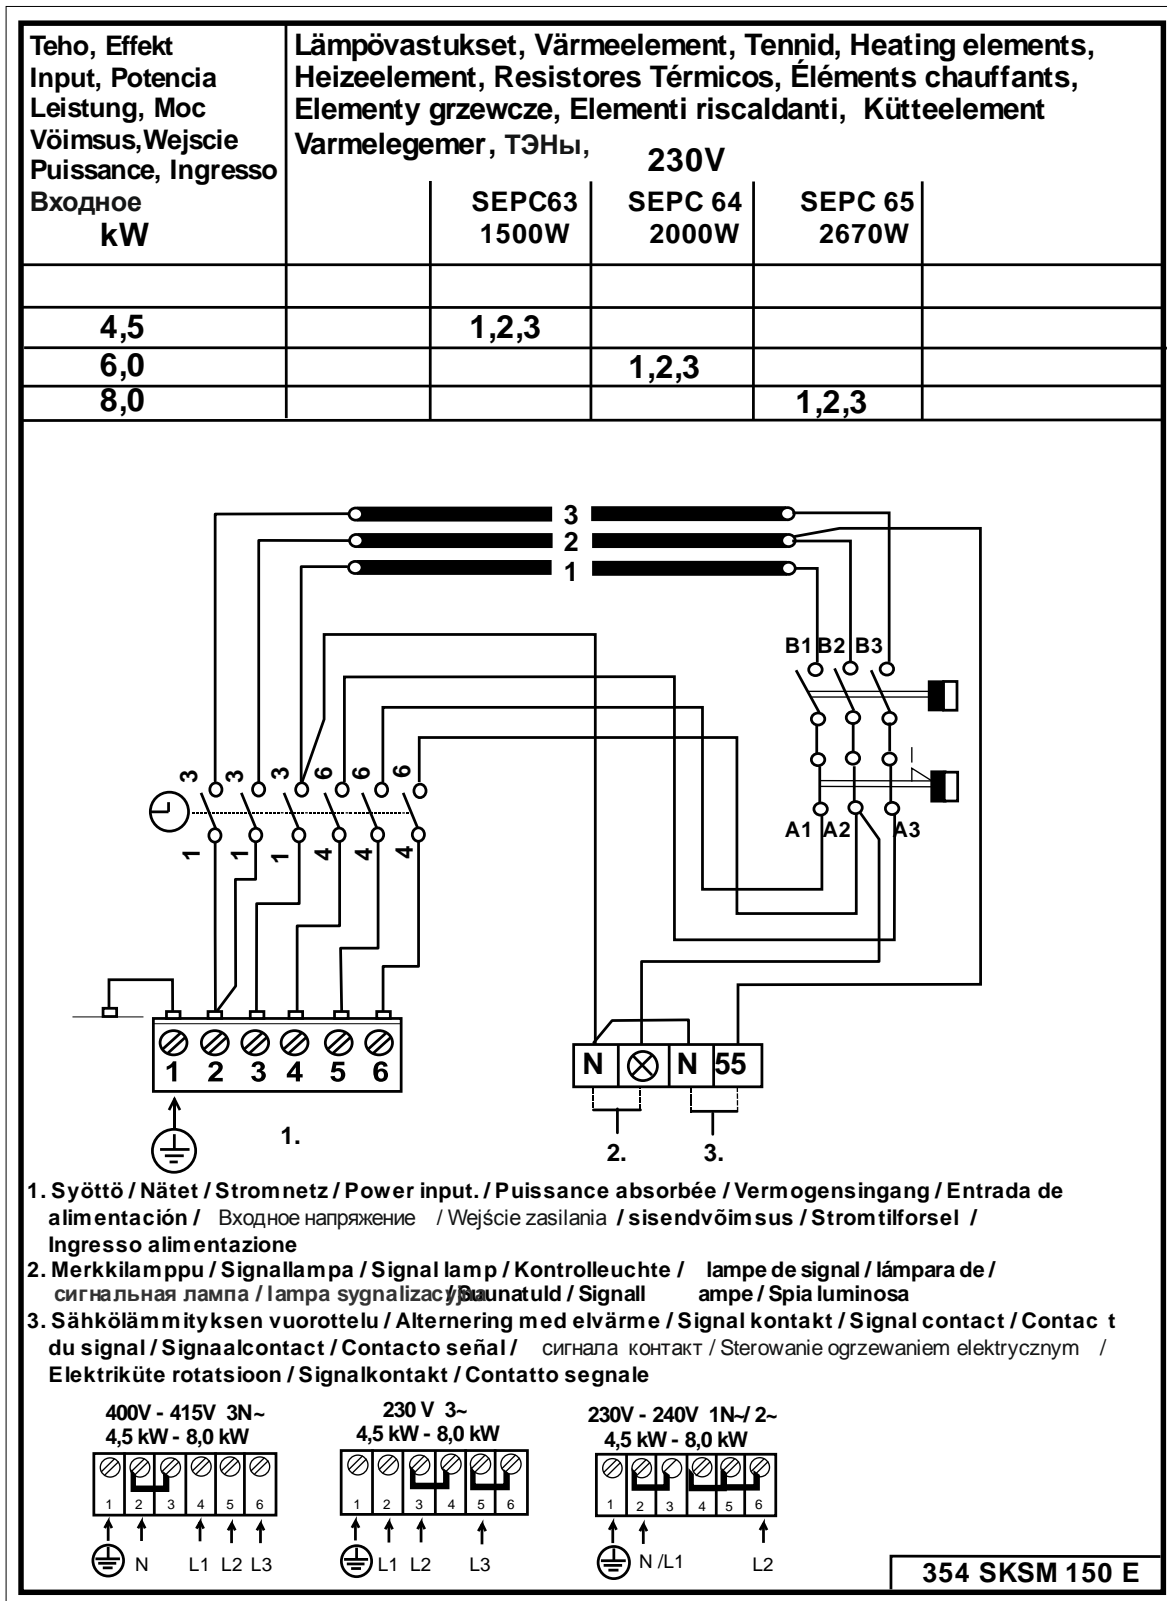 Teho, Effekt
Input, Potencia
Leistung, Moc
Vöimsus,Wejscie
Puissance, Ingresso
Входное
kW
Lämpövastukset, Värmeelement, Tennid, Heating elements,
Heizeelement, Resistores Térmicos, Éléments chauffants,
Elementy grzewcze, Elementi riscaldanti, Kütteelement
Varmelegemer, ТЭНы,
230V
SEPC63 SEPC 64 SEPC 65
1500W 2000W 2670W
4,5 1,2,3
6,0 1,2,3
8,0 1,2,3
3
2
1
B1 B2 B3
3 3 3 6 6 6
1 1 1 4 4 4
A1 A2 A3
1 2 3 4 5 6
N N 55
1.
2. 3.
1. Syöttö / Nätet / Stromnetz / Power input. / Puissance absorbée / Vermogensingang / Entrada de
alimentación / Входное напряжение / Wejście zasilania / sisendvõimsus / Stromtilforsel /
Ingresso alimentazione
2. Merkkilamppu / Signallampa / Signal lamp / Kontrolleuchte / lampe de signal / lámpara de /
сигнальная лампа / lampa sygnalizacyjna / Suunatuld / Signall ampe / Spia luminosa
3. Sähkölämmityksen vuorottelu / Alternering med elvärme / Signal kontakt / Signal contact / Contac t
du signal / Signaalcontact / Contacto señal / сигнала контакт / Sterowanie ogrzewaniem elektrycznym /
Elektriküte rotatsioon / Signalkontakt / Contatto segnale
400V - 415V 3N~
4,5 kW - 8,0 kW
1 2 3 4 5 6
N L1 L2 L3
230 V 3~
4,5 kW - 8,0 kW
1 2 3 4 5 6
L1 L2 L3
230V - 240V 1N~/ 2~
4,5 kW - 8,0 kW
1 2 3 4 5 6
N /L1 L2
354 SKSM 150 E